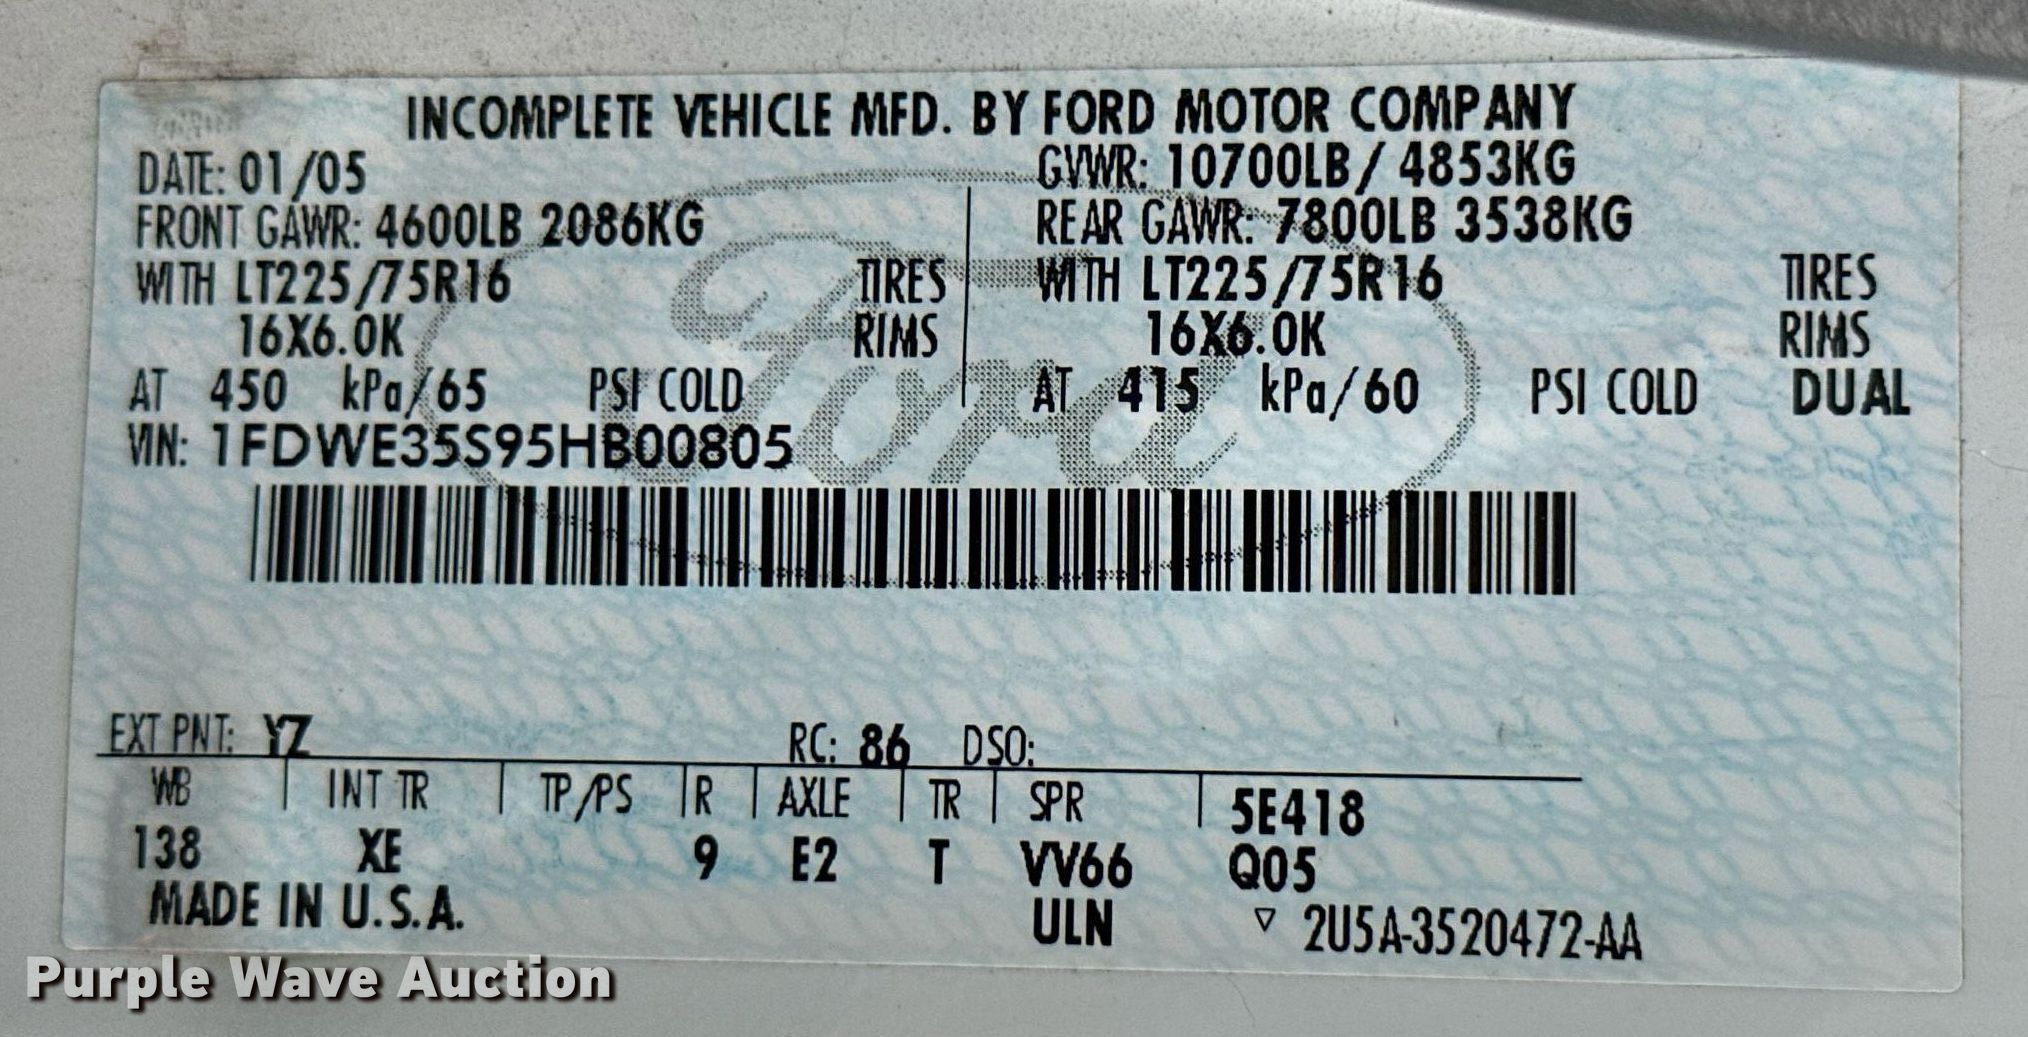 INCOMPLETE VEHICLE MFD. BY FORD MOTOR COMPANY
DATE: 01/05 GVWR: 10700LB/4853KG
FRONT GAWR: 4600LB 2086KG REAR GAWR: 7800LB 3538KG
WITH LT225/75R16 TIRES WITH LT225/75R16 TIRES
16X6.0K RIMS 16X6.0K RIMS
AT 450 kPa/65 PSI COLD AT 415 kPa/60 PSI COLD DUAL
VIN: 1FDWE35S95HB00805
Ford
EXT PNT: YZ RC: 86 DSO:
WB INT TR TP/PS R AXLE TR SPR 5E418
138 XE 9 E2 T VV66 Q05
MADE IN U.S.A. ULN ▽ 2U5A-3520472-AA
Purple Wave Auction